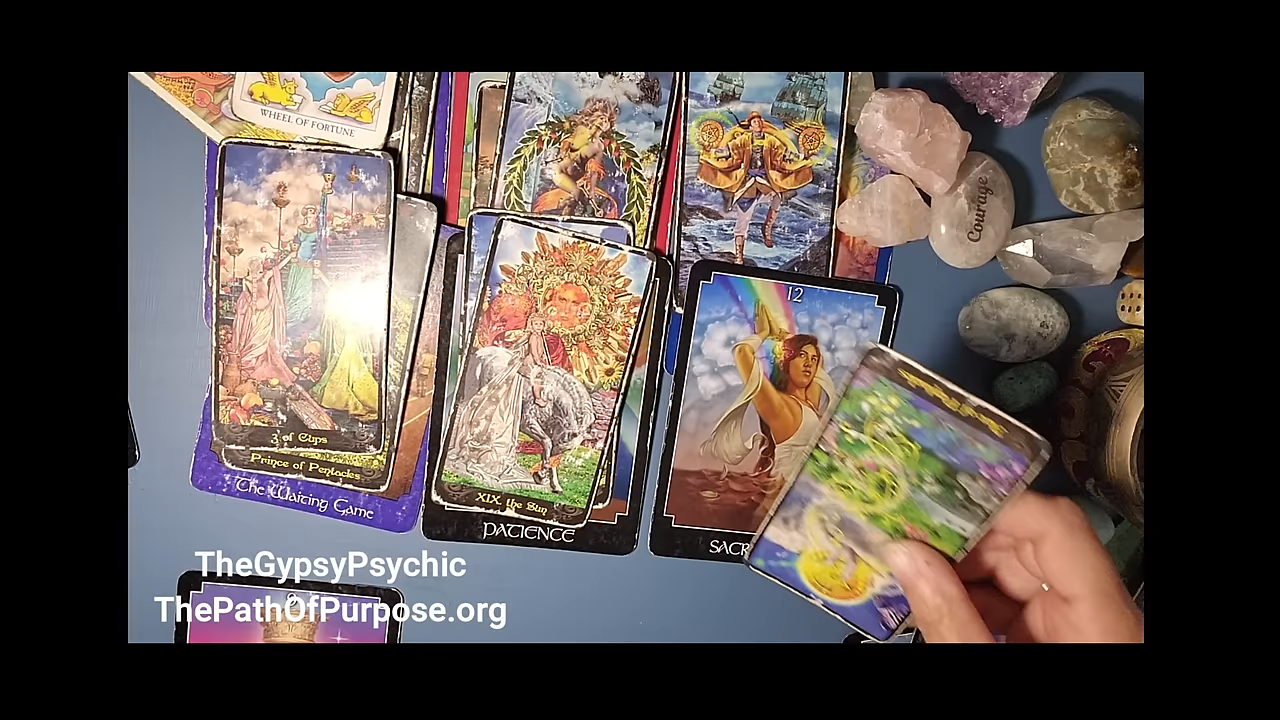 WHEEL OF FORTUNE
Courage
12
3 of Cups
Prince of Pentacles
The Waiting Game
XIX. the Sun
PATIENCE
TheGypsyPsychic
ThePathOfPurpose.org